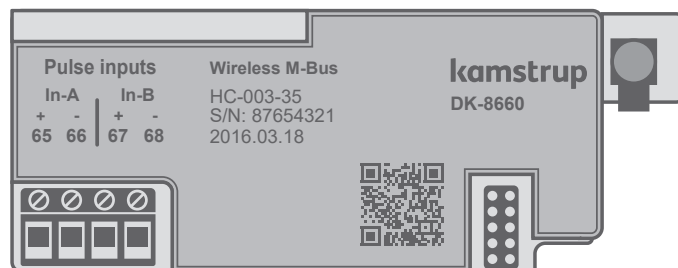 Pulse inputs
In-A In-B
+ - + -
65 66 67 68
Wireless M-Bus
HC-003-35
S/N: 87654321
2016.03.18
kamstrup
DK-8660